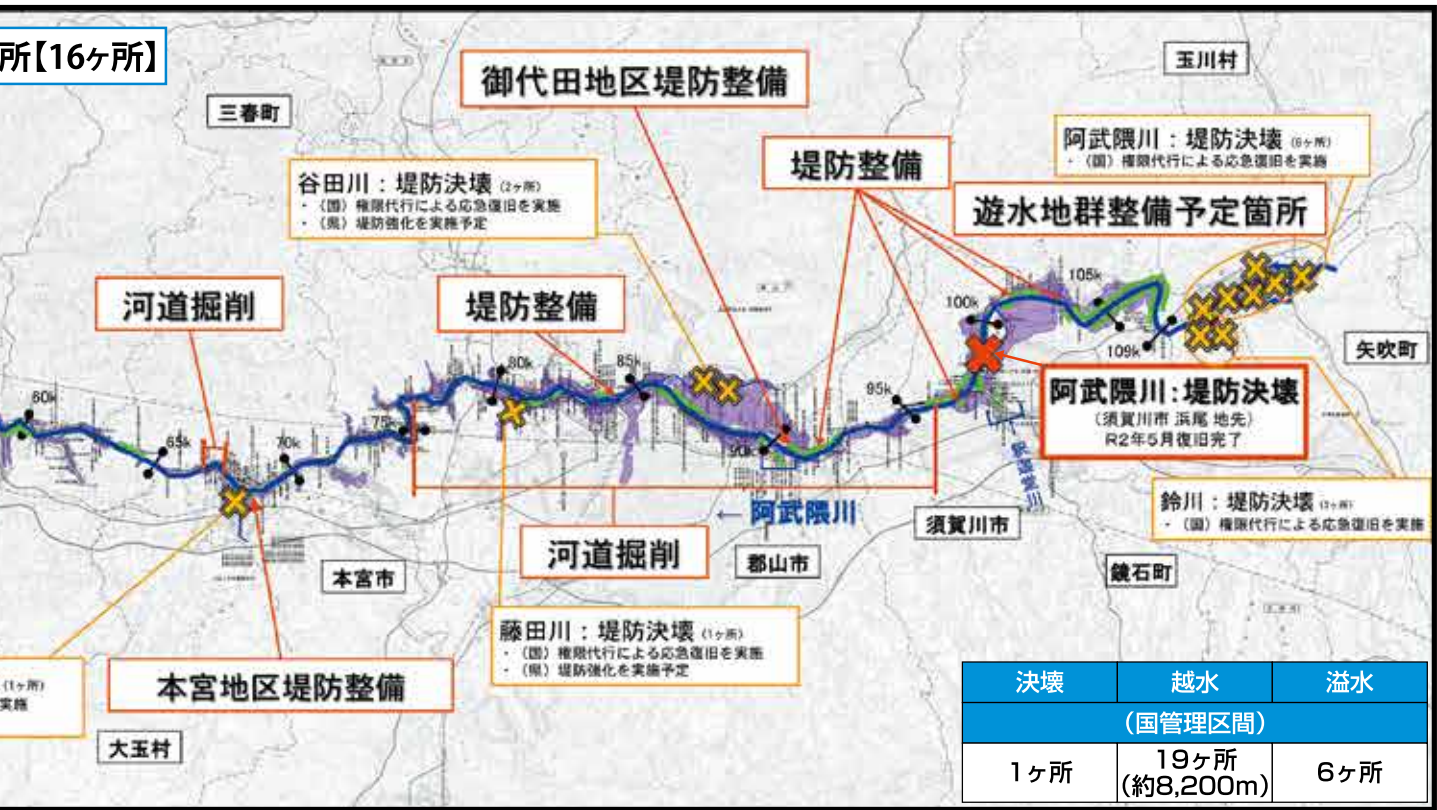 所【16ヶ所】
玉川村
御代田地区堤防整備
三春町
阿武隈川：堤防決壊 (6ヶ所)
・（国）権限代行による応急復旧を実施
堤防整備
谷田川：堤防決壊 (2ヶ所)
・（国）権限代行による応急復旧を実施
・（県）堤防強化を実施予定
遊水地群整備予定箇所
河道掘削
堤防整備
105k
100k
109k
矢吹町
80k
85k
95k
阿武隈川：堤防決壊
（須賀川市 浜尾 地先）
R2年5月復旧完了
60k
65k
70k
75k
90k
鈴川：堤防決壊
・（国）権限代行による応急復旧を実施
← 阿武隈川
須賀川市
河道掘削
郡山市
本宮市
鏡石町
藤田川：堤防決壊 (1ヶ所)
・（国）権限代行による応急復旧を実施
・（県）堤防強化を実施予定
(1ヶ所)
実施
本宮地区堤防整備
大玉村
決壊 越水 溢水
（国管理区間）
1ヶ所 19ヶ所 6ヶ所
(約8,200m)